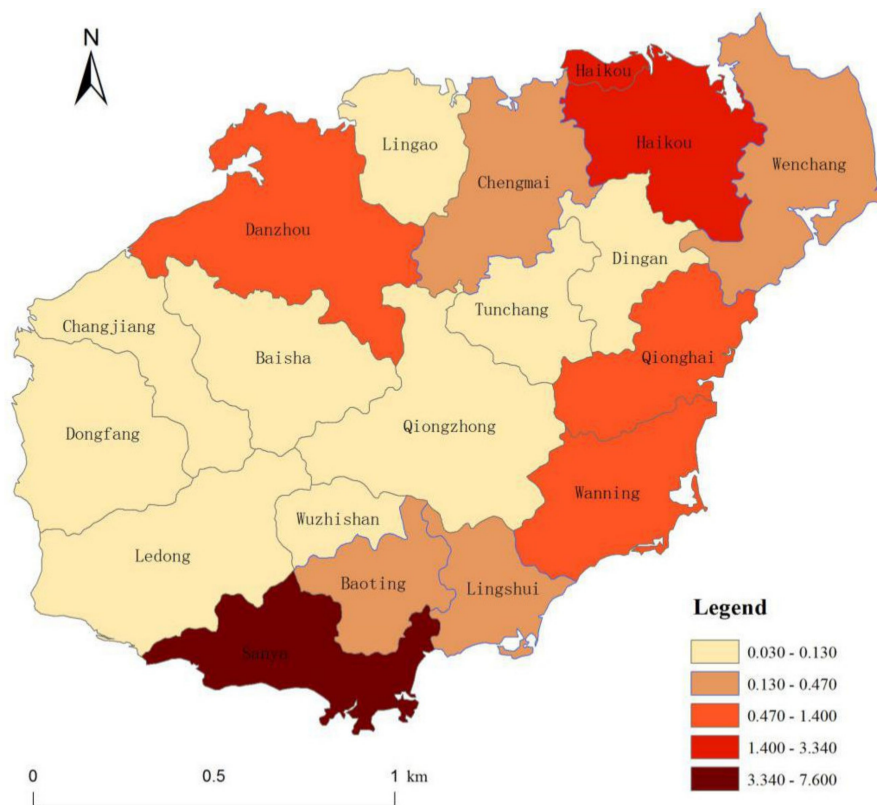 N
Haikou
Lingao
Haikou
Wenchang
Chengmai
Danzhou
Dingan
Tunchang
Changjiang
Baisha
Qionghai
Qiongzhong
Dongfang
Wanning
Wuzhishan
Ledong
Baoting
Lingshui
Sanya
Legend
0.030 - 0.130
0.130 - 0.470
0.470 - 1.400
1.400 - 3.340
3.340 - 7.600
0 0.5 1 km